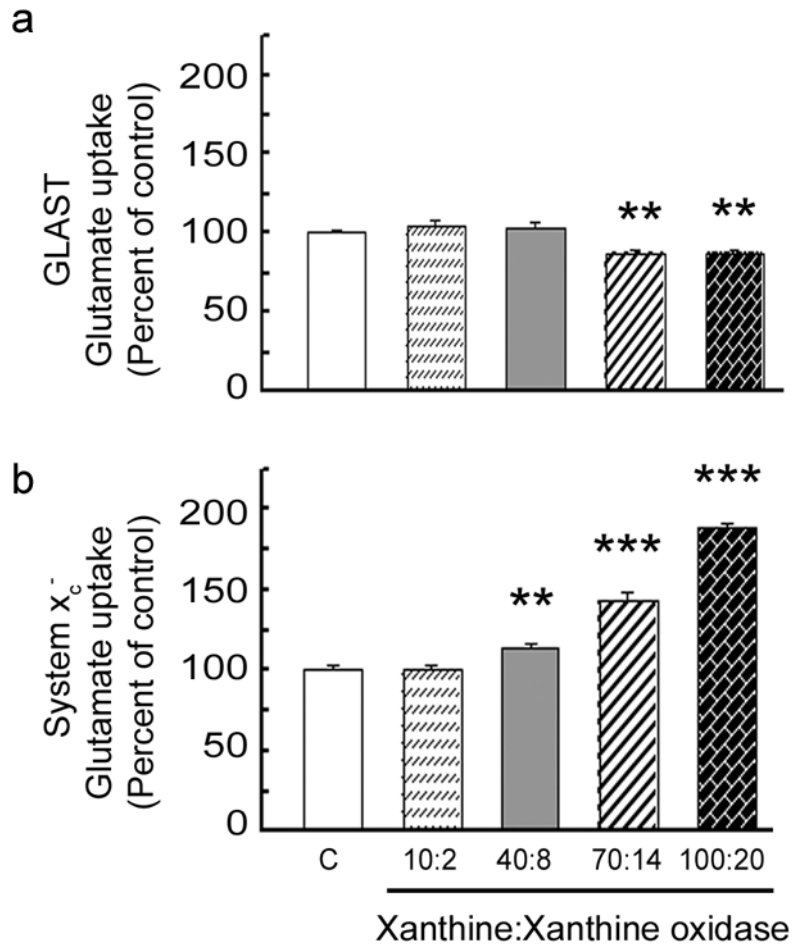 a
GLAST
Glutamate uptake
(Percent of control)
200
150
100
50
0
** **
b
System x꜀⁻
Glutamate uptake
(Percent of control)
200
150
100
50
0
** *** ***
C 10:2 40:8 70:14 100:20
Xanthine:Xanthine oxidase